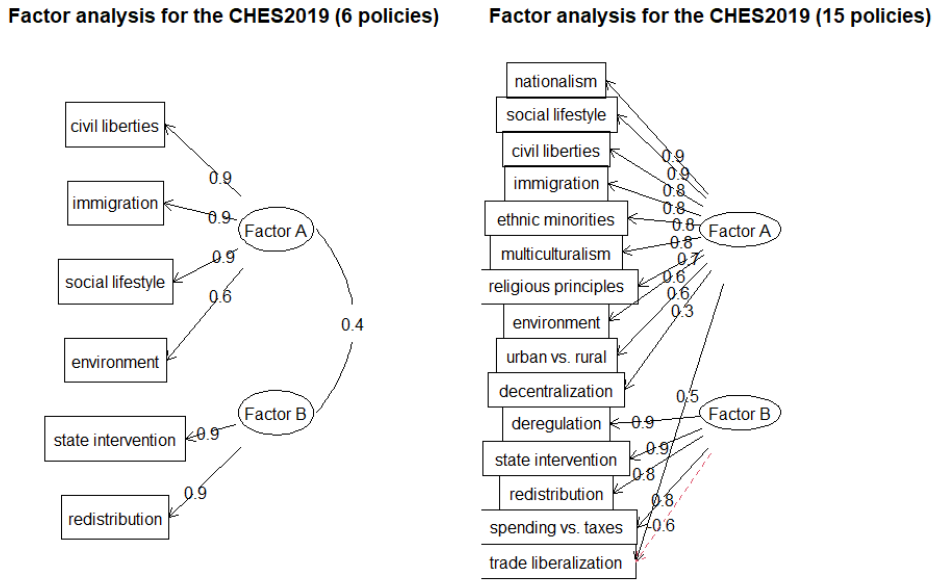 Factor analysis for the CHES2019 (6 policies)
civil liberties
immigration
social lifestyle
environment
state intervention
redistribution
Factor A
Factor B
0.9
0.9
0.9
0.6
0.9
0.9
0.4
Factor analysis for the CHES2019 (15 policies)
nationalism
social lifestyle
civil liberties
immigration
ethnic minorities
multiculturalism
religious principles
environment
urban vs. rural
decentralization
deregulation
state intervention
redistribution
spending vs. taxes
trade liberalization
Factor A
Factor B
0.9
0.9
0.8
0.8
0.8
0.8
0.7
0.6
0.6
0.3
0.5
0.9
0.9
0.8
0.8
-0.6